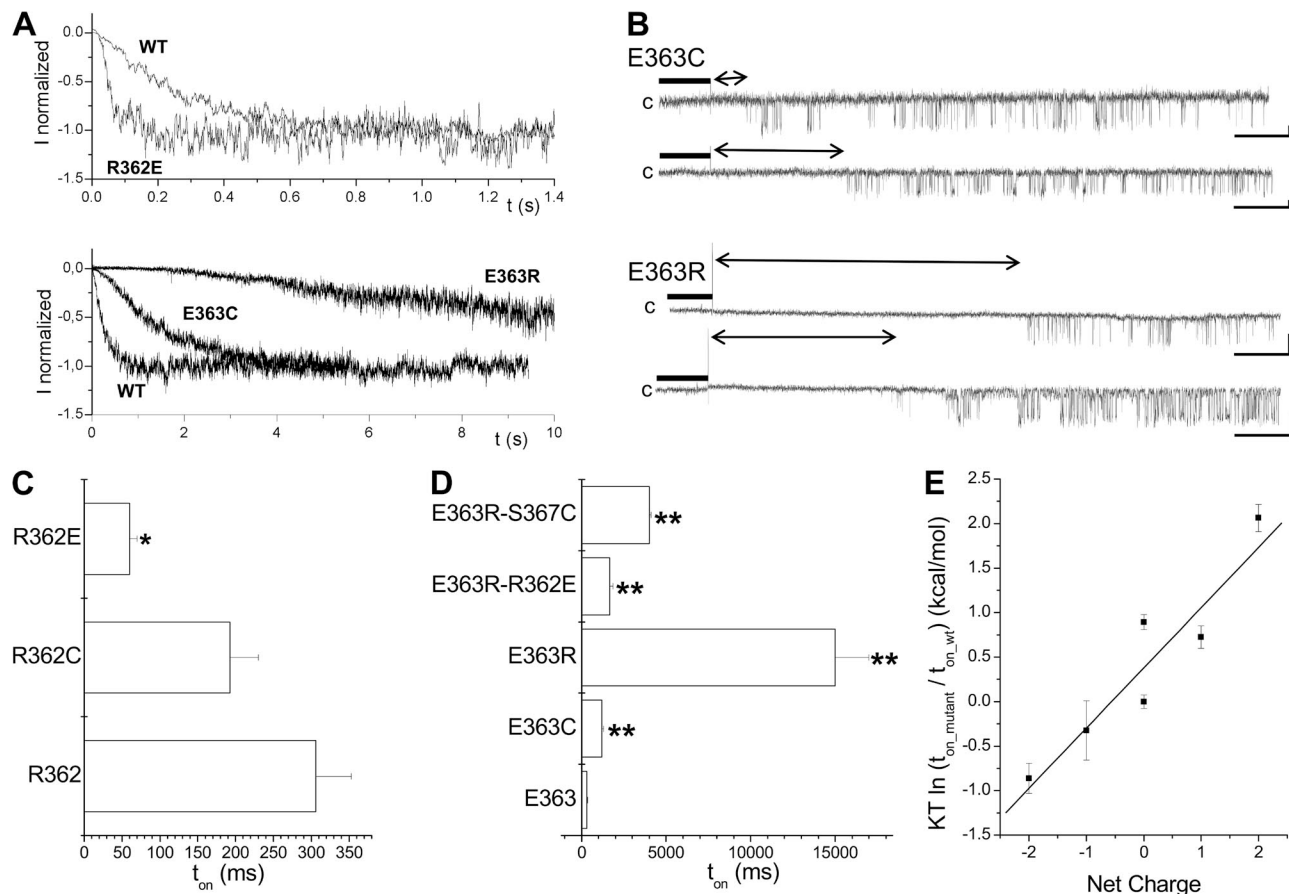 A
I normalized
0.0
-0.5
-1.0
-1.5
WT
R362E
0.0 0.2 0.4 0.6 0.8 1.0 1.2 1.4
t (s)
0,0
-0.5
-1.0
-1.5
E363R
E363C
WT
0 2 4 6 8 10
I normalized
t (s)
B
E363C
c
c
E363R
c
c
C
R362E
*
R362C
R362
0 50 100 150 200 250 300 350
t_on (ms)
D
E363R-S367C
**
E363R-R362E
**
E363R
**
E363C
**
E363
0 5000 10000 15000
t_on (ms)
E
KT ln (t_on_mutant / t_on_wt) (kcal/mol)
2.5
2.0
1.5
1.0
0.5
0.0
-0.5
-1.0
-1.5
-2 -1 0 1 2
Net Charge